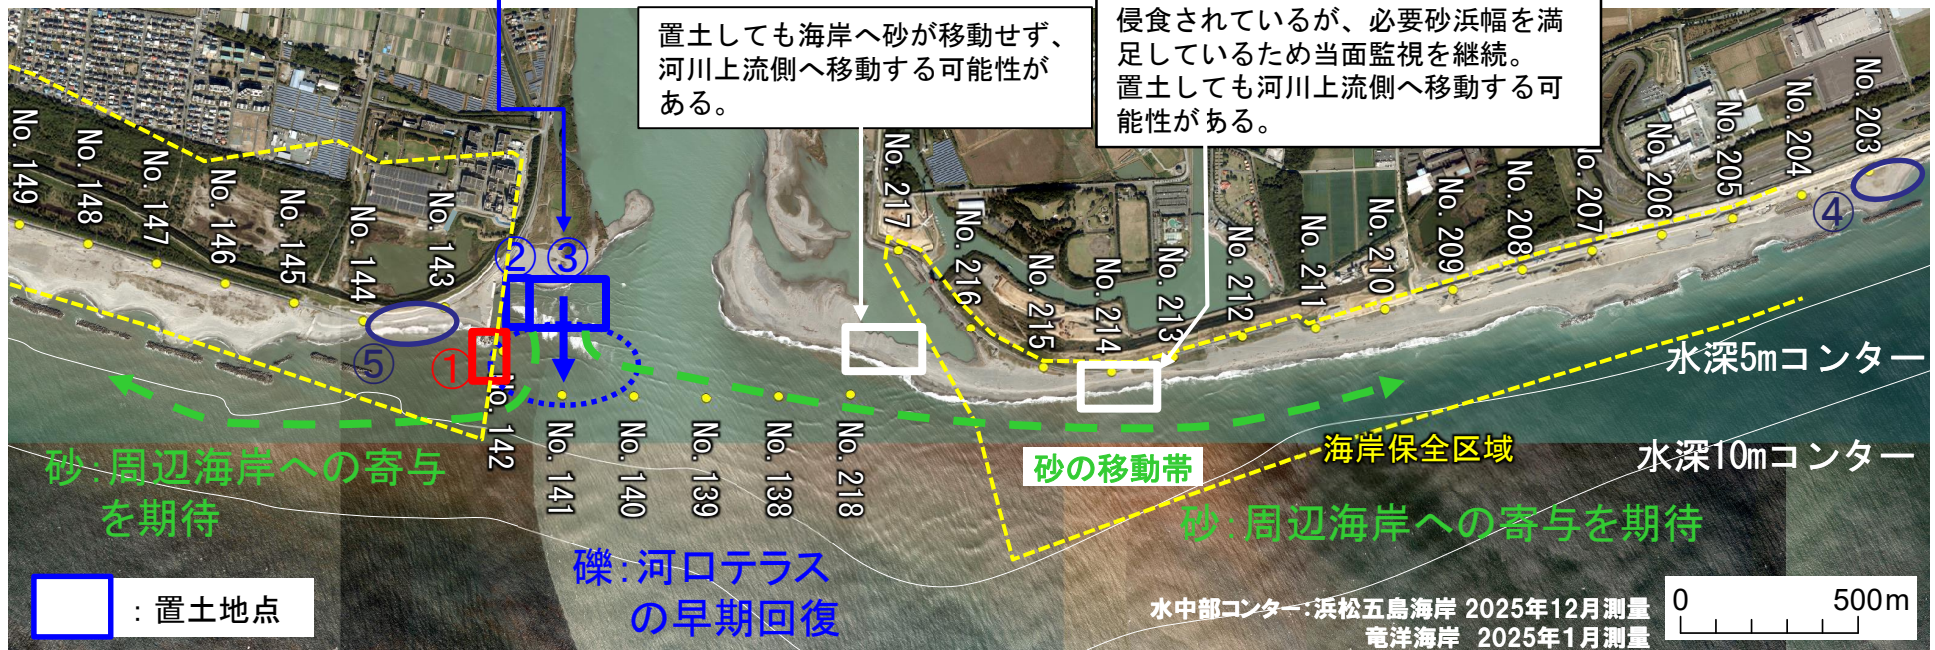 置土しても海岸へ砂が移動せず、
河川上流側へ移動する可能性が
ある。
侵食されているが、必要砂浜幅を満
足しているため当面監視を継続。
置土しても河川上流側へ移動する可
能性がある。
No. 149
No. 148
No. 147
No. 146
No. 145
No. 144
No. 143
No. 142
No. 141
No. 140
No. 139
No. 138
No. 218
No. 217
No. 216
No. 215
No. 214
No. 213
No. 212
No. 211
No. 210
No. 209
No. 208
No. 207
No. 206
No. 205
No. 204
No. 203
①
②
③
④
⑤
水深5mコンター
水深10mコンター
海岸保全区域
砂の移動帯
砂：周辺海岸への寄与
を期待
砂：周辺海岸への寄与を期待
礫：河口テラス
の早期回復
：置土地点
水中部コンター：浜松五島海岸 2025年12月測量
竜洋海岸 2025年1月測量
0 500m